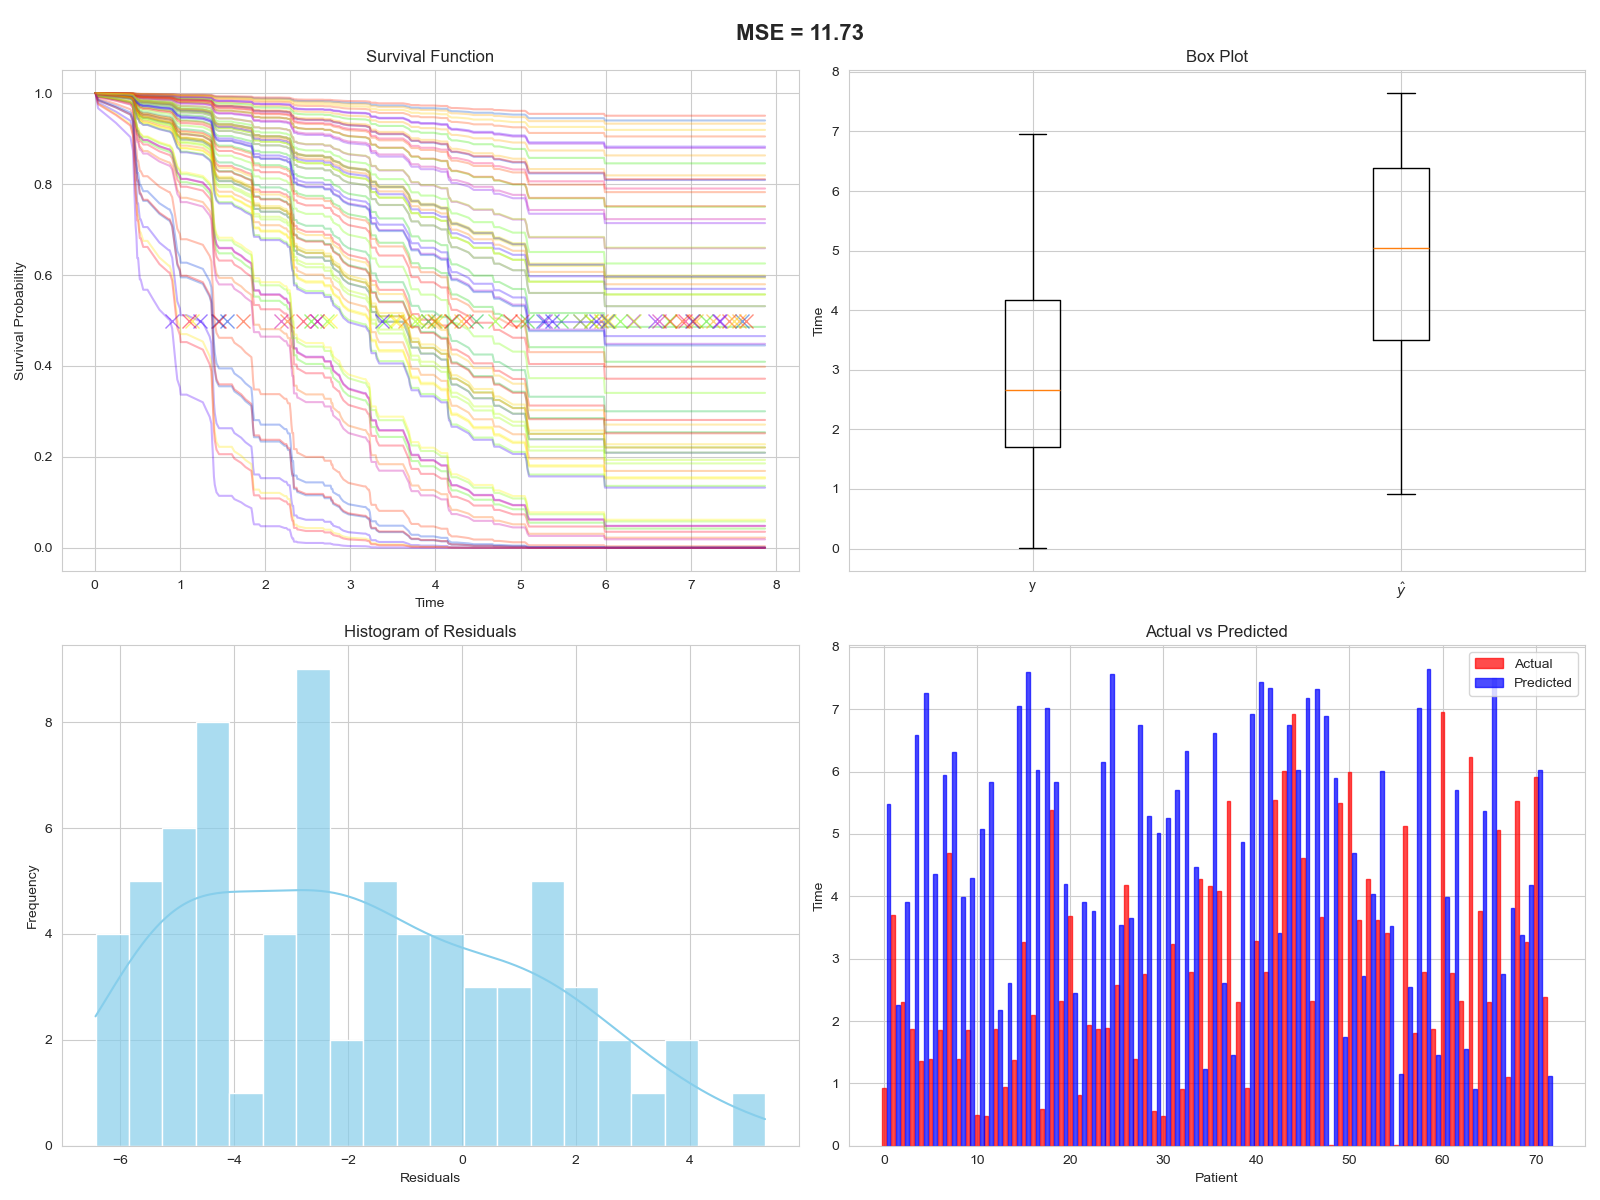 MSE = 11.73
Survival Function
1.0
0.8
0.6
0.4
0.2
0.0
Survival Probability
0 1 2 3 4 5 6 7 8
Time
Box Plot
8
7
6
5
4
3
2
1
0
Time
y ŷ
Histogram of Residuals
8
6
4
2
0
Frequency
−6 −4 −2 0 2 4
Residuals
Actual vs Predicted
Actual
Predicted
8
7
6
5
4
3
2
1
0
Time
0 10 20 30 40 50 60 70
Patient